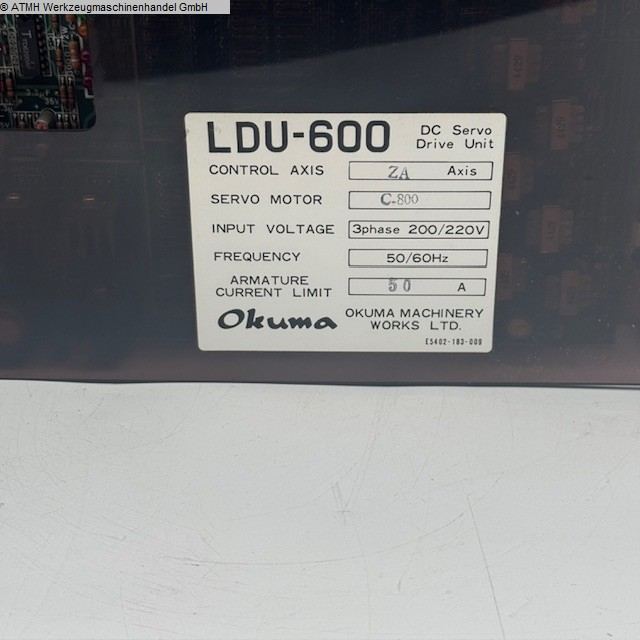 © ATMH Werkzeugmaschinenhandel GmbH
LDU-600 DC Servo Drive Unit
CONTROL AXIS ZA Axis
SERVO MOTOR C-800
INPUT VOLTAGE 3phase 200/220V
FREQUENCY 50/60Hz
ARMATURE CURRENT LIMIT 50 A
Okuma OKUMA MACHINERY WORKS LTD.
E5402-183-009